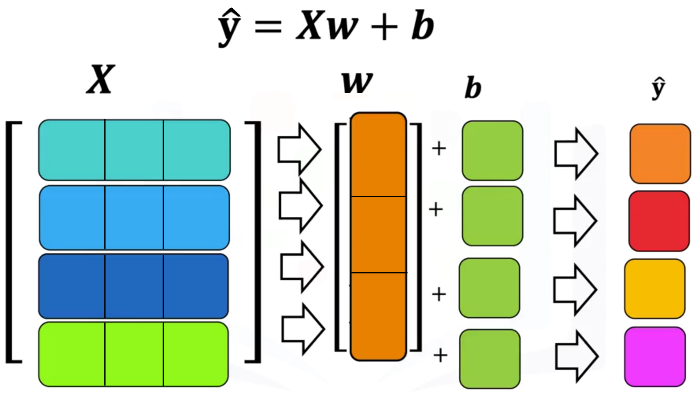 ŷ = Xw + b
X w b ŷ
+
+
+
+